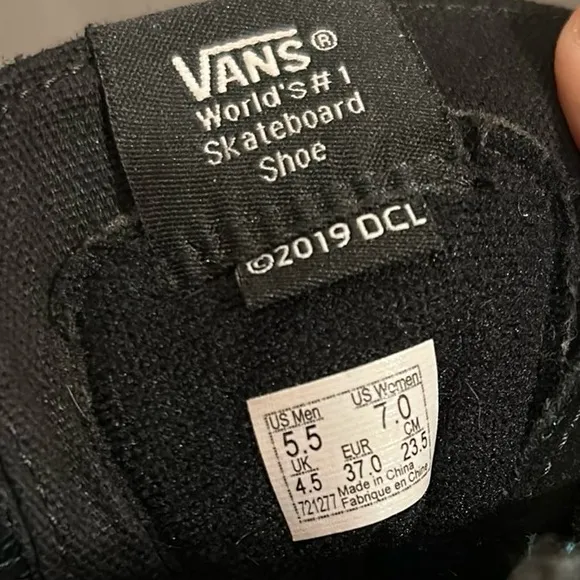 VANS®
World's #1
Skateboard
Shoe
©2019 DCL
US Men US Women
5.5 7.0
UK EUR CM
4.5 37.0 23.5
721277 Made in China
Fabriqué en Chine